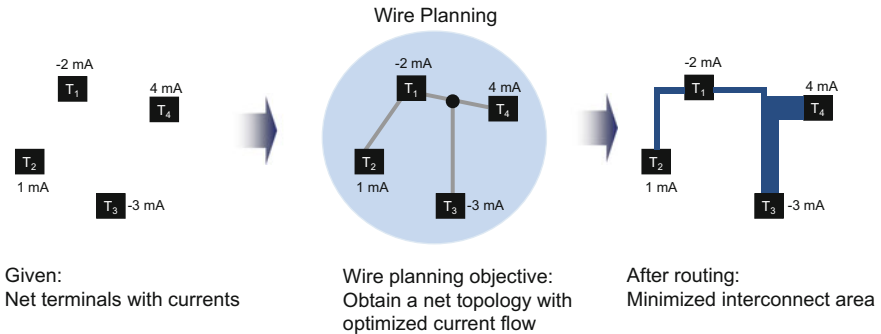 Wire Planning
-2 mA
T1
4 mA
T4
T2
1 mA
T3
-3 mA
-2 mA
T1
4 mA
T4
T2
1 mA
T3
-3 mA
-2 mA
T1
4 mA
T4
T2
1 mA
T3
-3 mA
Given:
Net terminals with currents
Wire planning objective:
Obtain a net topology with
optimized current flow
After routing:
Minimized interconnect area